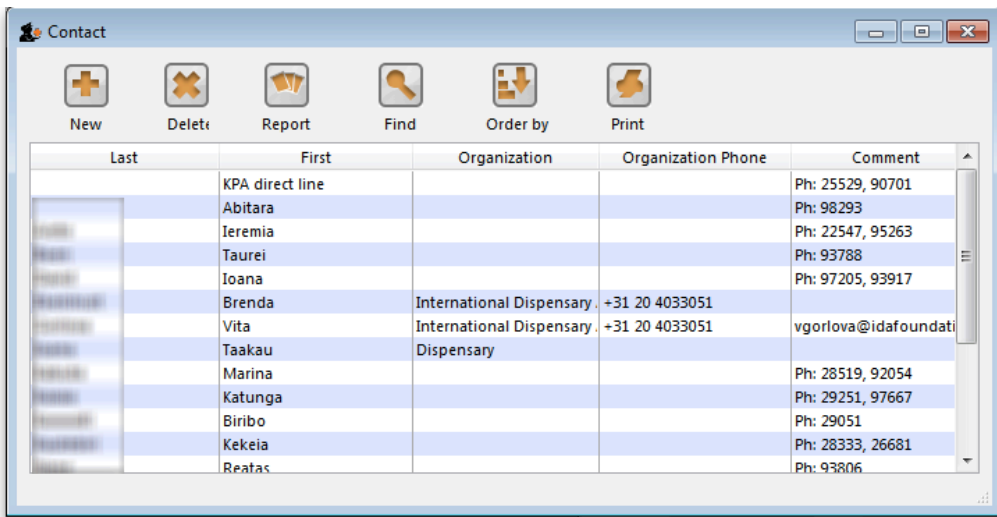 Contact
New Delete Report Find Order by Print
Last First Organization Organization Phone Comment
KPA direct line Ph: 25529, 90701
Abitara Ph: 98293
Ieremia Ph: 22547, 95263
Taurei Ph: 93788
Ioana Ph: 97205, 93917
Brenda International Dispensary +31 20 4033051
Vita International Dispensary +31 20 4033051 vgorlova@idafoundati
Taakau Dispensary
Marina Ph: 28519, 92054
Katunga Ph: 29251, 97667
Biribo Ph: 29051
Kekeia Ph: 28333, 26681
Reatas Ph: 93806